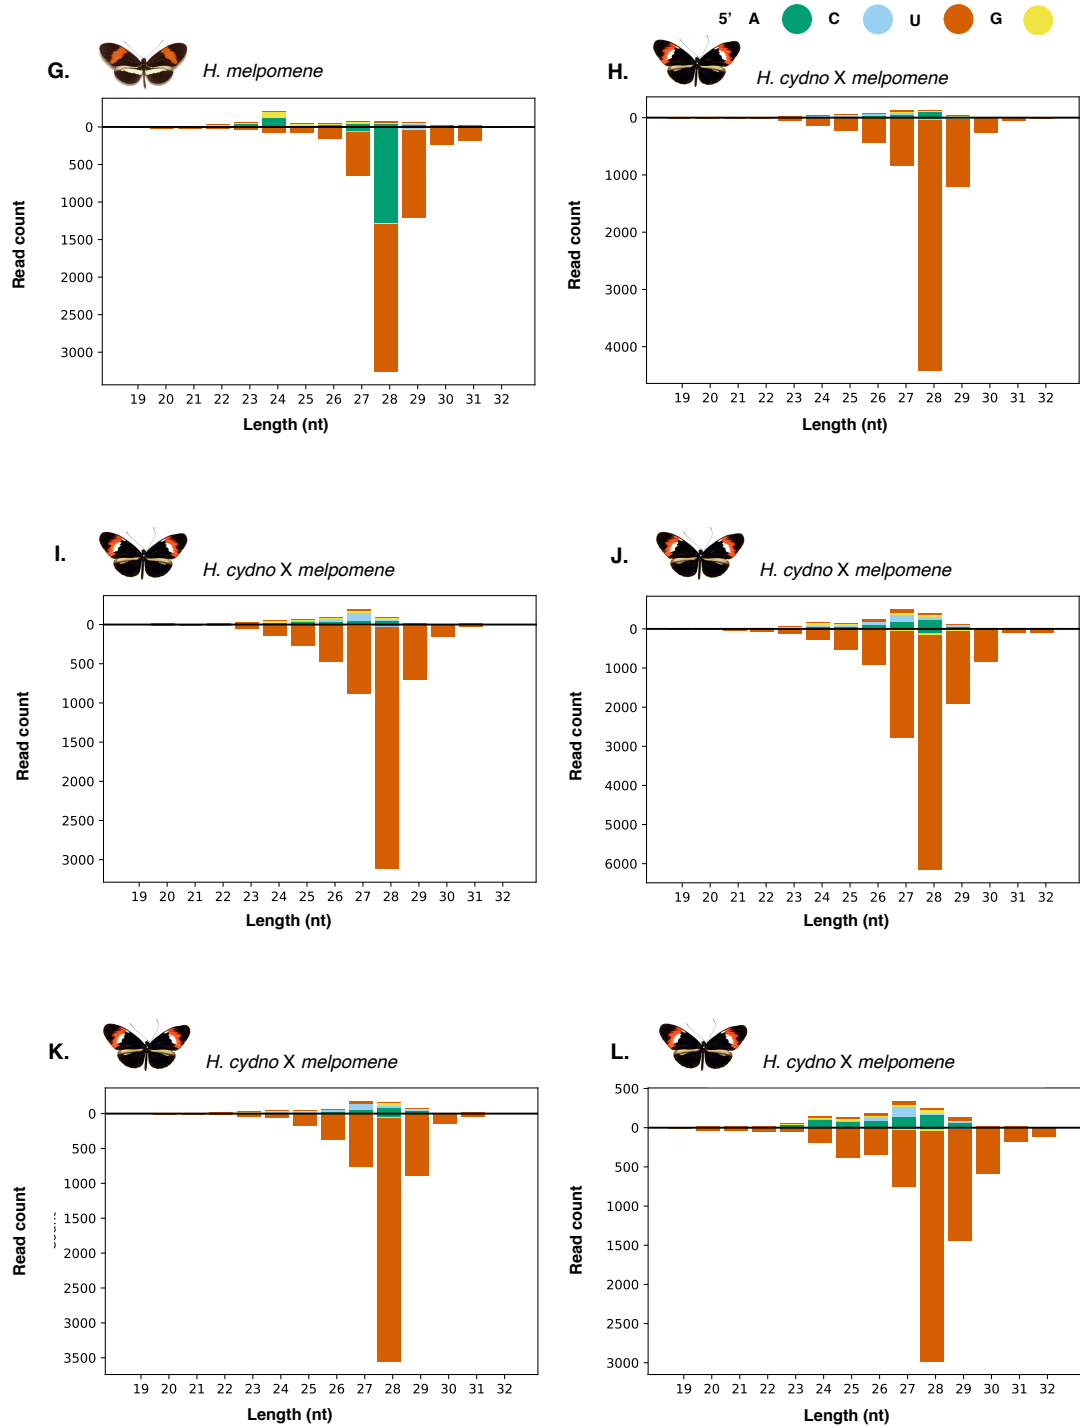 5’ A C U G
G. H. melpomene
0
500
1000
1500
2000
2500
3000
Read count
19 20 21 22 23 24 25 26 27 28 29 30 31 32
Length (nt)
H. H. cydno X melpomene
0
1000
2000
3000
4000
Read count
19 20 21 22 23 24 25 26 27 28 29 30 31 32
Length (nt)
I. H. cydno X melpomene
0
500
1000
1500
2000
2500
3000
Read count
19 20 21 22 23 24 25 26 27 28 29 30 31 32
Length (nt)
J. H. cydno X melpomene
0
1000
2000
3000
4000
5000
6000
Read count
19 20 21 22 23 24 25 26 27 28 29 30 31 32
Length (nt)
K. H. cydno X melpomene
0
500
1000
1500
2000
2500
3000
3500
Read count
19 20 21 22 23 24 25 26 27 28 29 30 31 32
Length (nt)
L. H. cydno X melpomene
500
0
500
1000
1500
2000
2500
3000
Read count
19 20 21 22 23 24 25 26 27 28 29 30 31 32
Length (nt)